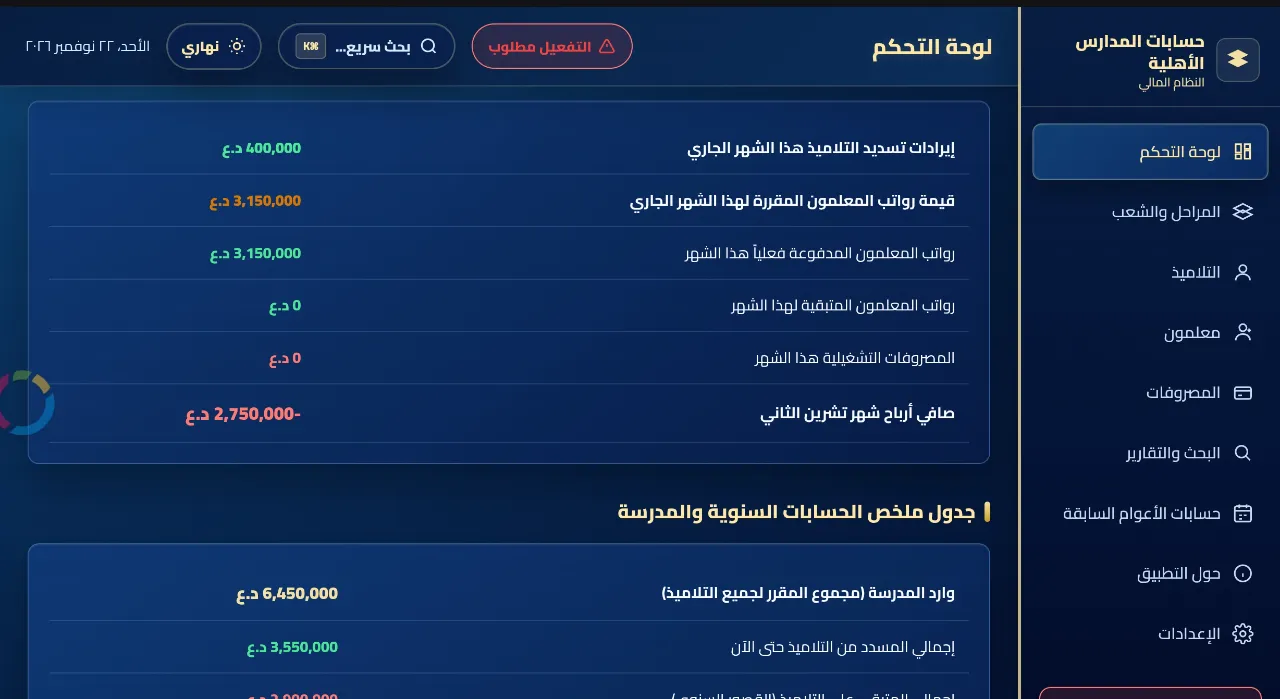 حسابات المدارس
الأهلية
النظام المالي
لوحة التحكم
المراحل والشعب
التلاميذ
معلمون
المصروفات
البحث والتقارير
حسابات الأعوام السابقة
حول التطبيق
الإعدادات
لوحة التحكم
التفعيل مطلوب
بحث سريع... ⌘K
نهاري
الأحد، ٢٢ نوفمبر ٢٠٢٦
إيرادات تسديد التلاميذ هذا الشهر الجاري 400,000 د.ع
قيمة رواتب المعلمون المقررة لهذا الشهر الجاري 3,150,000 د.ع
رواتب المعلمون المدفوعة فعلياً هذا الشهر 3,150,000 د.ع
رواتب المعلمون المتبقية لهذا الشهر 0 د.ع
المصروفات التشغيلية هذا الشهر 0 د.ع
صافي أرباح شهر تشرين الثاني -2,750,000 د.ع
جدول ملخص الحسابات السنوية والمدرسة
وارد المدرسة (مجموع المقرر لجميع التلاميذ) 6,450,000 د.ع
إجمالي المسدد من التلاميذ حتى الآن 3,550,000 د.ع